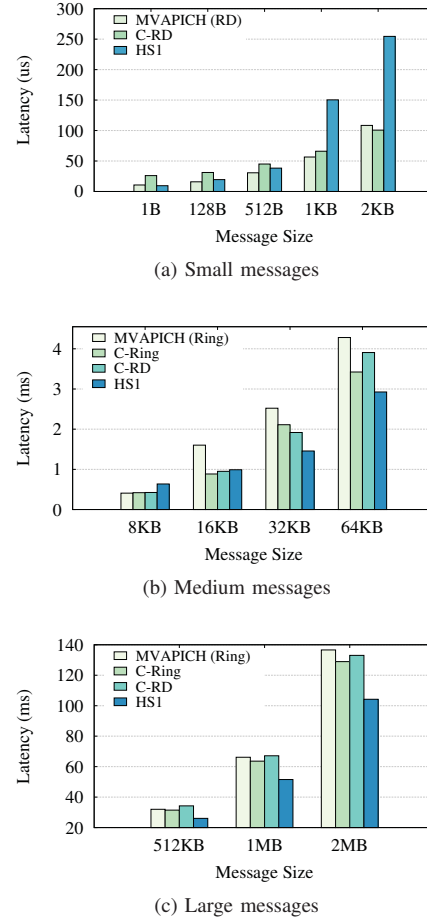 300
250
200
150
100
50
0
Latency (us)
MVAPICH (RD)
C-RD
HS1
1B 128B 512B 1KB 2KB
Message Size
(a) Small messages
4
3
2
1
0
Latency (ms)
MVAPICH (Ring)
C-Ring
C-RD
HS1
8KB 16KB 32KB 64KB
Message Size
(b) Medium messages
140
120
100
80
60
40
20
Latency (ms)
MVAPICH (Ring)
C-Ring
C-RD
HS1
512KB 1MB 2MB
Message Size
(c) Large messages